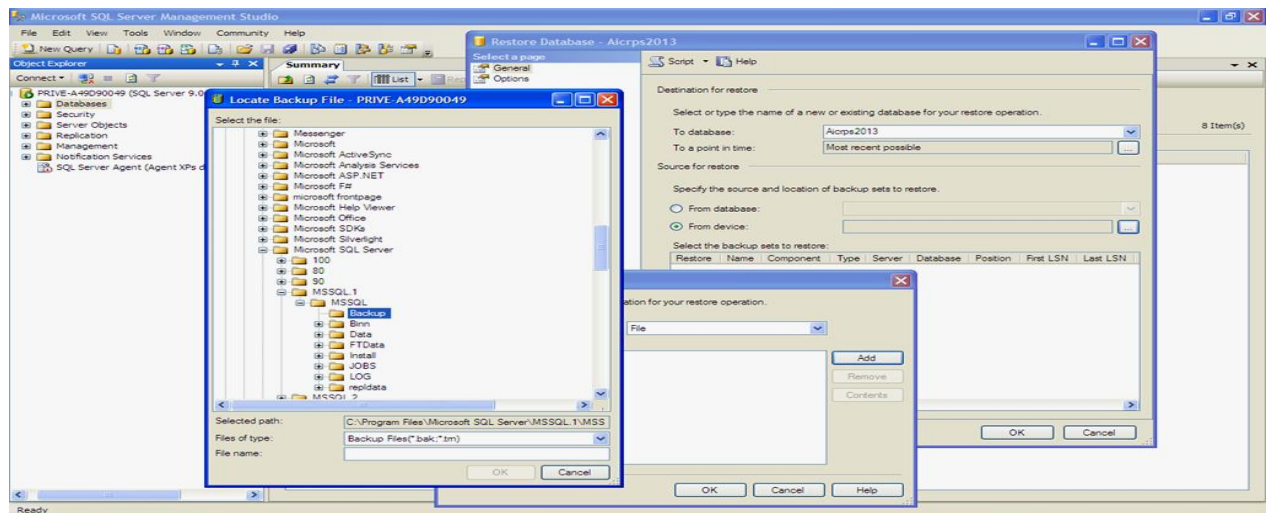 Microsoft SQL Server Management Studio
File Edit View Tools Window Community Help
New Query
Object Explorer
Connect
PRIVE-A49D90049 (SQL Server 9.0
Databases
Security
Server Objects
Replication
Management
Notification Services
SQL Server Agent (Agent XPs d
Summary
List
Rep
8 Item(s)
Restore Database - Aicrps2013
Select a page
General
Options
Script Help
Destination for restore
Select or type the name of a new or existing database for your restore operation.
To database: Aicrps2013
To a point in time: Most recent possible
Source for restore
Specify the source and location of backup sets to restore.
From database:
From device:
Select the backup sets to restore:
Restore Name Component Type Server Database Position First LSN Last LSN
OK Cancel
Locate Backup File - PRIVE-A49D90049
Select the file:
Messenger
Microsoft
Microsoft ActiveSync
Microsoft Analysis Services
Microsoft ASP.NET
Microsoft F#
microsoft frontpage
Microsoft Help Viewer
Microsoft Office
Microsoft SDKs
Microsoft Silverlight
Microsoft SQL Server
100
80
90
MSSQL.1
MSSQL
Backup
Binn
Data
FTData
Install
JOBS
LOG
repldata
MSSQL.2
Selected path: C:\Program Files\Microsoft SQL Server\MSSQL.1\MSS
Files of type: Backup Files(*.bak;*.trn)
File name:
OK Cancel
ation for your restore operation.
File
Add
Remove
Contents
OK Cancel Help
Ready